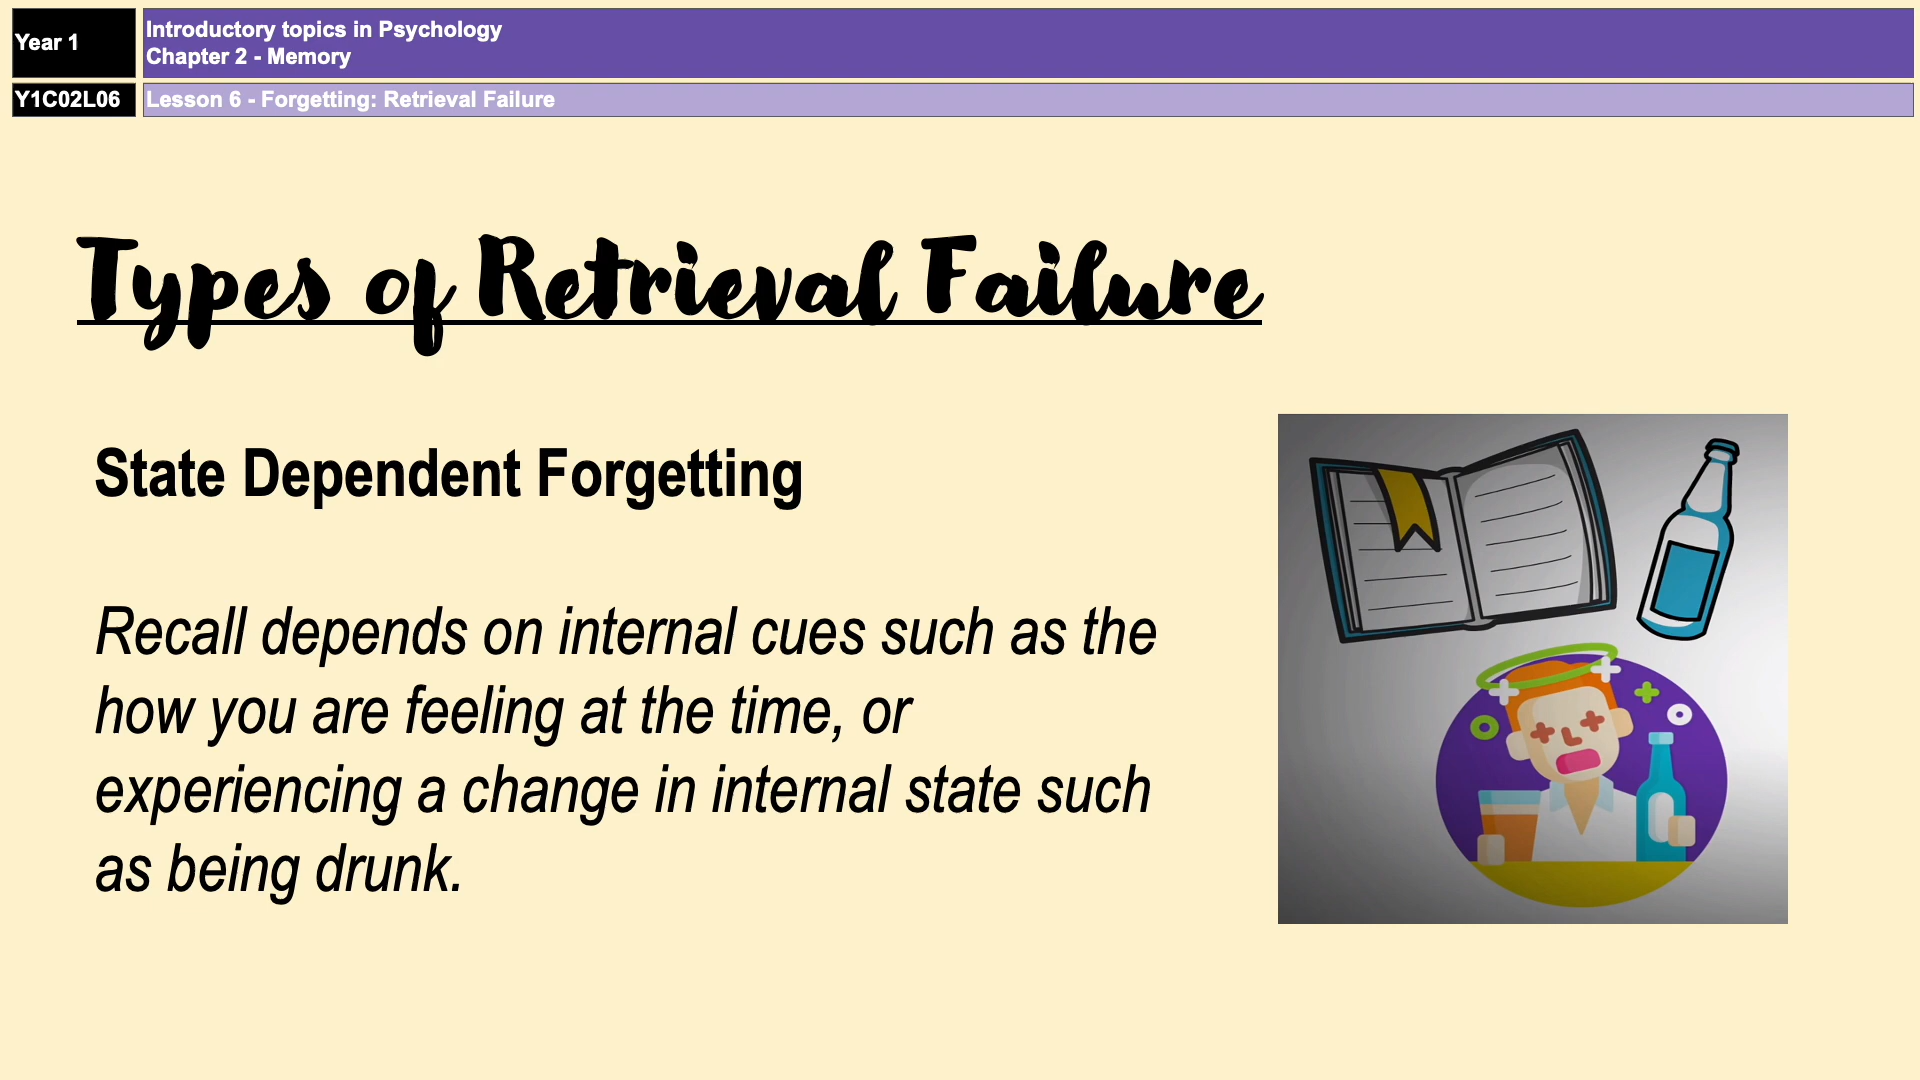 Year 1
Introductory topics in Psychology
Chapter 2 - Memory
Y1C02L06
Lesson 6 - Forgetting: Retrieval Failure
Types of Retrieval Failure
State Dependent Forgetting
Recall depends on internal cues such as the
how you are feeling at the time, or
experiencing a change in internal state such
as being drunk.